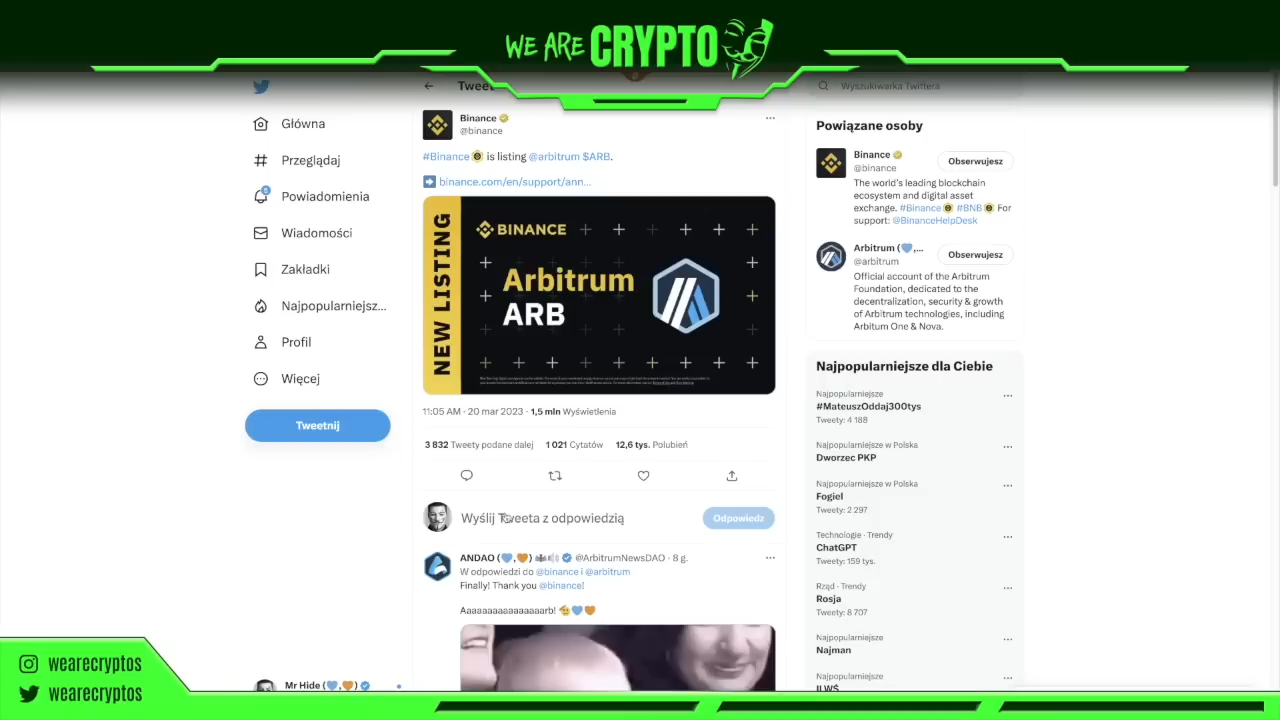 WE ARE CRYPTO
Tweet
Wyszukiwarka Twittera
Główna
Przeglądaj
6
Powiadomienia
Wiadomości
Zakładki
Najpopularniejsz...
Profil
Więcej
Tweetnij
Mr Hide (💙,🧡)
Binance
@binance
#Binance is listing @arbitrum $ARB.
➡️ binance.com/en/support/ann...
NEW LISTING
BINANCE
Arbitrum
ARB
11:05 AM · 20 mar 2023 · 1,5 mln Wyświetlenia
3 832 Tweety podane dalej 1 021 Cytatów 12,6 tys. Polubień
Wyślij Tweeta z odpowiedzią
Odpowiedz
ANDAO (💙,🧡) @ArbitrumNewsDAO · 8 g.
W odpowiedzi do @binance i @arbitrum
Finally! Thank you @binance!
Aaaaaaaaaaaaaaarb! 🫡💙🧡
Powiązane osoby
Binance
@binance
Obserwujesz
The world's leading blockchain
ecosystem and digital asset
exchange. #Binance #BNB For
support: @BinanceHelpDesk
Arbitrum (💙,...
@arbitrum
Obserwujesz
Official account of the Arbitrum
Foundation, dedicated to the
decentralization, security & growth
of Arbitrum technologies, including
Arbitum One & Nova.
Najpopularniejsze dla Ciebie
Najpopularniejsze
#MateuszOddaj300tys
Tweety: 4 188
Najpopularniejsze w Polska
Dworzec PKP
Najpopularniejsze w Polska
Fogiel
Tweety: 2 297
Technologie · Trendy
ChatGPT
Tweety: 159 tys.
Rząd · Trendy
Rosja
Tweety: 8 707
Najpopularniejsze
Najman
Najpopularniejsze
wearecryptos
wearecryptos